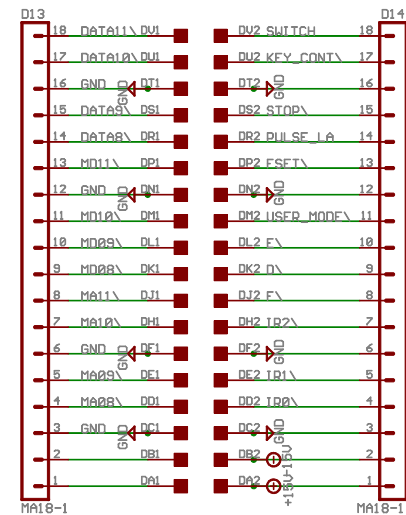 D13 D14
18 DATA11\ DV1 DV2 SWITCH 18
17 DATA10\ DU1 DU2 KEY_CONT\ 17
16 GND GND DT1 DT2 GND 16
15 DATA9\ DS1 DS2 STOP\ 15
14 DATA8\ DR1 DR2 PULSE_LA 14
13 MD11\ DP1 DP2 ESET\ 13
12 GND GND DN1 DN2 GND 12
11 MD10\ DM1 DM2 USER_MODE\ 11
10 MD09\ DL1 DL2 F\ 10
9 MD08\ DK1 DK2 D\ 9
8 MA11\ DJ1 DJ2 E\ 8
7 MA10\ DH1 DH2 IR2\ 7
6 GND GND DF1 DF2 GND 6
5 MA09\ DE1 DE2 IR1\ 5
4 MA08\ DD1 DD2 IR0\ 4
3 GND GND DC1 DC2 GND 3
2 DB1 DB2 -15V 2
1 DA1 DA2 +15V 1
MA18-1 MA18-1